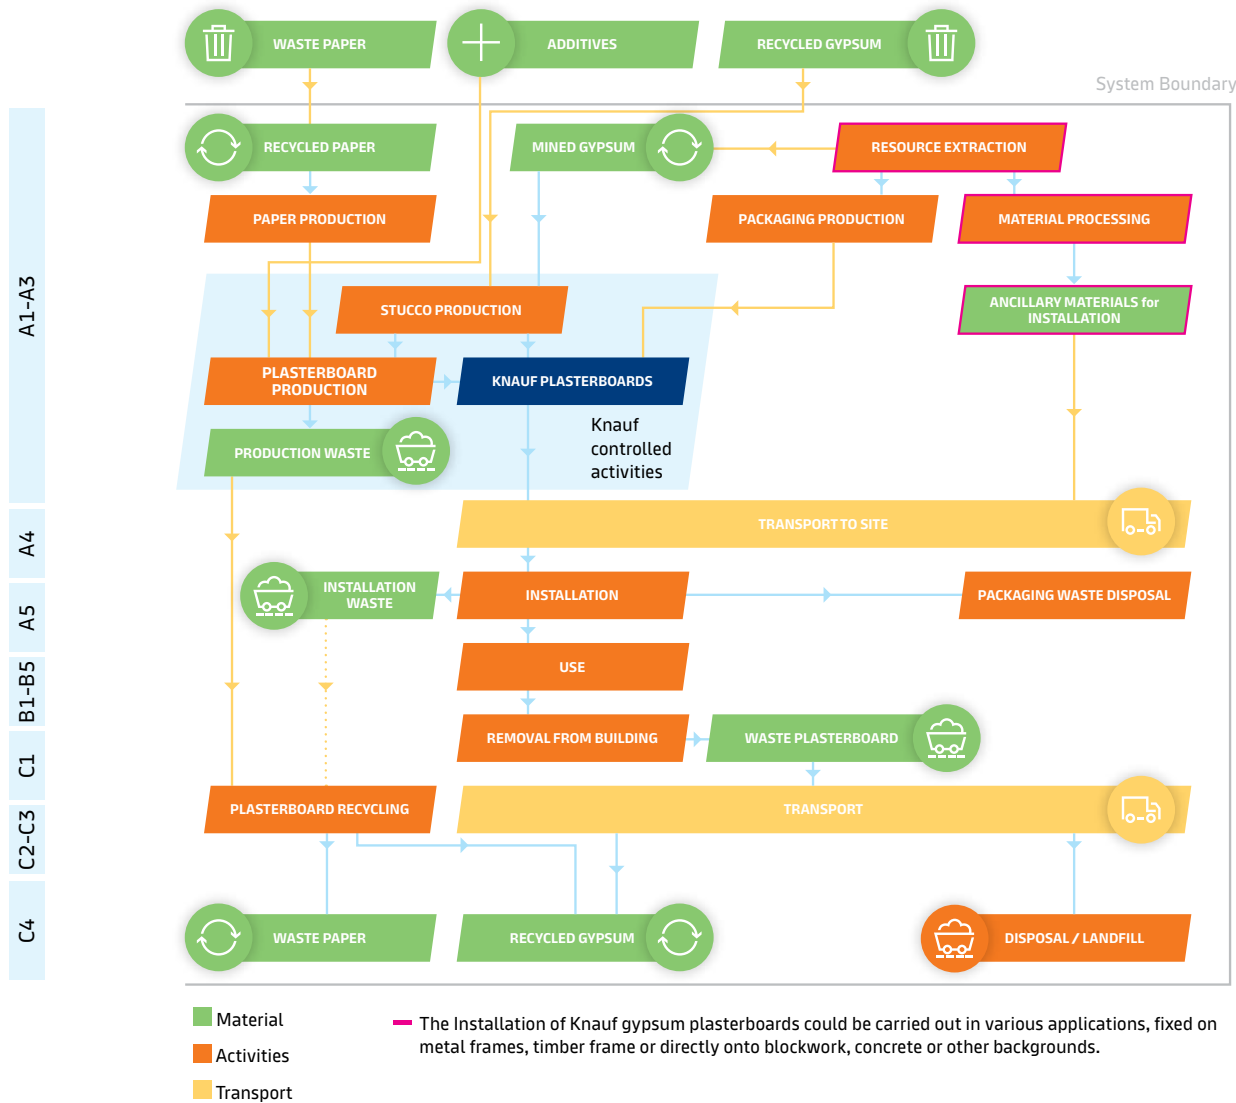 WASTE PAPER
ADDITIVES
RECYCLED GYPSUM
System Boundary
A1-A3
RECYCLED PAPER
MINED GYPSUM
RESOURCE EXTRACTION
PAPER PRODUCTION
PACKAGING PRODUCTION
MATERIAL PROCESSING
STUCCO PRODUCTION
ANCILLARY MATERIALS for
INSTALLATION
PLASTERBOARD
PRODUCTION
KNAUF PLASTERBOARDS
Knauf
controlled
activities
PRODUCTION WASTE
A4
TRANSPORT TO SITE
A5
INSTALLATION
WASTE
INSTALLATION
PACKAGING WASTE DISPOSAL
B1-B5
USE
C1
REMOVAL FROM BUILDING
WASTE PLASTERBOARD
C2-C3
PLASTERBOARD RECYCLING
TRANSPORT
C4
WASTE PAPER
RECYCLED GYPSUM
DISPOSAL / LANDFILL
Material
Activities
Transport
The Installation of Knauf gypsum plasterboards could be carried out in various applications, fixed on
metal frames, timber frame or directly onto blockwork, concrete or other backgrounds.